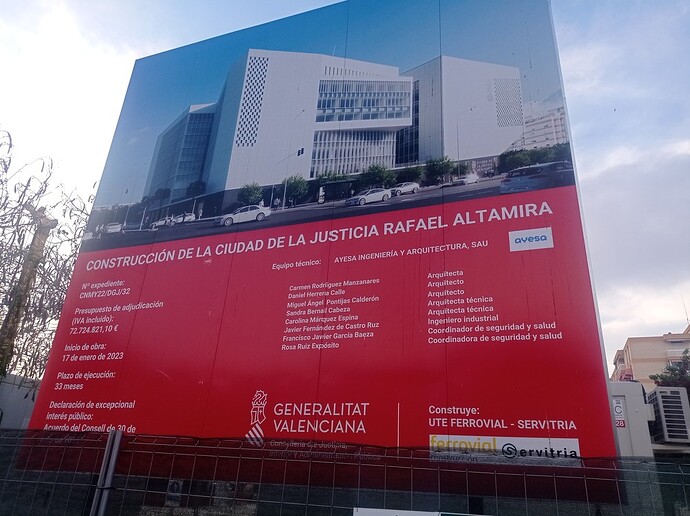 CONSTRUCCIÓN DE LA CIUDAD DE LA JUSTICIA RAFAEL ALTAMIRA
ayesa
Nº expediente:
CNMY22/DGJ/32
Presupuesto de adjudicación
(IVA incluido):
72.724.821,10 €
Inicio de obra:
17 de enero de 2023
Plazo de ejecución:
33 meses
Declaración de excepcional
interés público:
Acuerdo del Consell de 30 de
Equipo técnico: AYESA INGENIERÍA Y ARQUITECTURA, SAU
Carmen Rodríguez Manzanares Arquitecta
Daniel Herrera Calle Arquitecto
Miguel Ángel Pontijas Calderón Arquitecto
Sandra Bernal Cabeza Arquitecta técnica
Carolina Márquez Espina Arquitecta técnica
Javier Fernández de Castro Ruz Ingeniero industrial
Francisco Javier García Baeza Coordinador de seguridad y salud
Rosa Ruiz Expósito Coordinadora de seguridad y salud
GENERALITAT
VALENCIANA
Conselleria de Justicia,
Construye:
UTE FERROVIAL - SERVITRIA
ferrovial
construcción
servitria
28